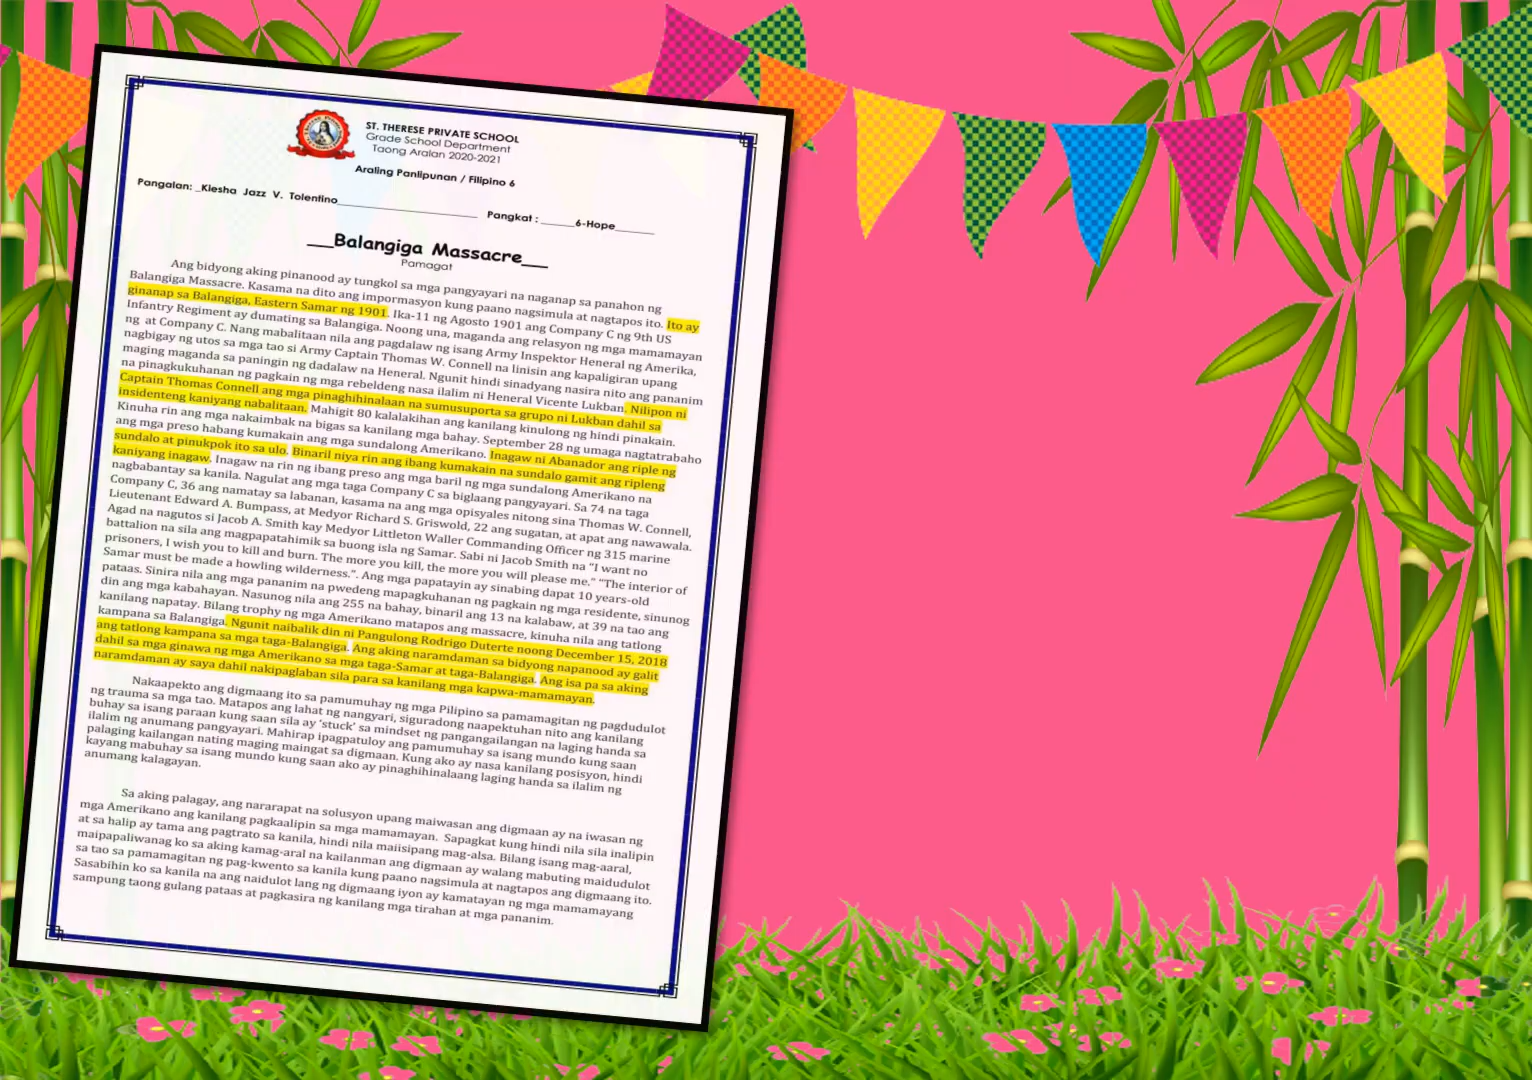 ST. THERESE PRIVATE SCHOOL
Grade School Department
Taong Aralan 2020-2021
Araling Panlipunan / Filipino 6
Pangalan: _Kiesha Jazz V. Tolentino______ Pangkat : ______6-Hope______
___Balangiga Massacre___
Pamagat
Ang bidyong aking pinanood ay tungkol sa mga pangyayari na naganap sa panahon ng
Balangiga Massacre. Kasama na dito ang impormasyon kung paano nagsimula at nagtapos ito. Ito ay
ginanap sa Balangiga, Eastern Samar ng 1901. Ika-11 ng Agosto 1901 ang Company C ng 9th US
Infantry Regiment ay dumating sa Balangiga. Noong una, maganda ang relasyon ng mga mamamayan
ng at Company C. Nang mabalitaan nila ang pagdalaw ng isang Army Inspektor Heneral ng Amerika,
nagbigay ng utos sa mga tao si Army Captain Thomas W. Connell na linisin ang kapaligiran upang
maging maganda sa paningin ng dadalaw na Heneral. Ngunit hindi sinadyang nasira nito ang pananim
na pinagkukuhanan ng pagkain ng mga rebeldeng nasa ilalim ni Heneral Vicente Lukban. Nilipon ni
Captain Thomas Connell ang mga pinaghihinalaan na sumusuporta sa grupo ni Lukban dahil sa
insidenteng kaniyang nabalitaan. Mahigit 80 kalalakihan ang kanilang kinulong ng hindi pinakain.
Kinuha rin ang mga nakaimbak na bigas sa kanilang mga bahay. September 28 ng umaga nagtatrabaho
ang mga preso habang kumakain ang mga sundalong Amerikano. Inagaw ni Abanador ang riple ng
sundalo at pinukpok ito sa ulo. Binaril niya rin ang ibang kumakain na sundalo gamit ang ripleng
kaniyang inagaw. Inagaw na rin ng ibang preso ang mga baril ng mga sundalong Amerikano na
nagbabantay sa kanila. Nagulat ang mga taga Company C sa biglaang pangyayari. Sa 74 na taga
Company C, 36 ang namatay sa labanan, kasama na ang mga opisyales nitong sina Thomas W. Connell,
Lieutenant Edward A. Bumpass, at Medyor Richard S. Griswold, 22 ang sugatan, at apat ang nawawala.
Agad na nagutos si Jacob A. Smith kay Medyor Littleton Waller Commanding Officer ng 315 marine
battalion na sila ang magpapatahimik sa buong isla ng Samar. Sabi ni Jacob Smith na "I want no
prisoners, I wish you to kill and burn. The more you kill, the more you will please me." "The interior of
Samar must be made a howling wilderness.". Ang mga papatayin ay sinabing dapat 10 years-old
pataas. Sinira nila ang mga pananim na pwedeng mapagkuhanan ng pagkain ng mga residente, sinunog
din ang mga kabahayan. Nasunog nila ang 255 na bahay, binaril ang 13 na kalabaw, at 39 na tao ang
kanilang napatay. Bilang trophy ng mga Amerikano matapos ang massacre, kinuha nila ang tatlong
kampana sa Balangiga. Ngunit naibalik din ni Pangulong Rodrigo Duterte noong December 15, 2018
ang tatlong kampana sa mga taga-Balangiga. Ang aking naramdaman sa bidyong napanood ay galit
dahil sa mga ginawa ng mga Amerikano sa mga taga-Samar at taga-Balangiga. Ang isa pa sa aking
naramdaman ay saya dahil nakipaglaban sila para sa kanilang mga kapwa-mamamayan.
Nakaapekto ang digmaang ito sa pamumuhay ng mga Pilipino sa pamamagitan ng pagdudulot
ng trauma sa mga tao. Matapos ang lahat ng nangyari, siguradong naapektuhan nito ang kanilang
buhay sa isang paraan kung saan sila ay 'stuck' sa mindset ng pangangailangan na laging handa sa
ilalim ng anumang pangyayari. Mahirap ipagpatuloy ang pamumuhay sa isang mundo kung saan
palaging kailangan nating maging maingat sa digmaan. Kung ako ay nasa kanilang posisyon, hindi
kayang mabuhay sa isang mundo kung saan ako ay pinaghihinalaang laging handa sa ilalim ng
anumang kalagayan.
Sa aking palagay, ang nararapat na solusyon upang maiwasan ang digmaan ay na iwasan ng
mga Amerikano ang kanilang pagkaalipin sa mga mamamayan. Sapagkat kung hindi nila sila inalipin
at sa halip ay tama ang pagtrato sa kanila, hindi nila maiisipang mag-alsa. Bilang isang mag-aaral,
maipapaliwanag ko sa aking kamag-aral na kailanman ang digmaan ay walang mabuting maidudulot
sa tao sa pamamagitan ng pag-kwento sa kanila kung paano nagsimula at nagtapos ang digmaang ito.
Sasabihin ko sa kanila na ang naidulot lang ng digmaang iyon ay kamatayan ng mga mamamayang
sampung taong gulang pataas at pagkasira ng kanilang mga tirahan at mga pananim.